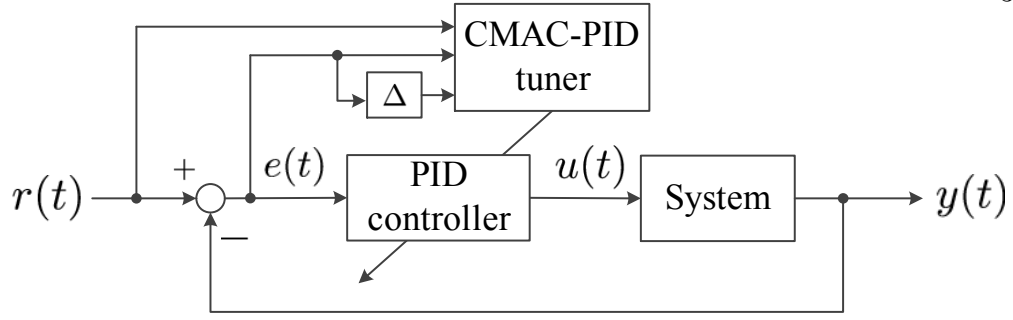 CMAC-PID
tuner
Δ
+
e(t)
PID
controller
u(t)
System
r(t)
y(t)
−